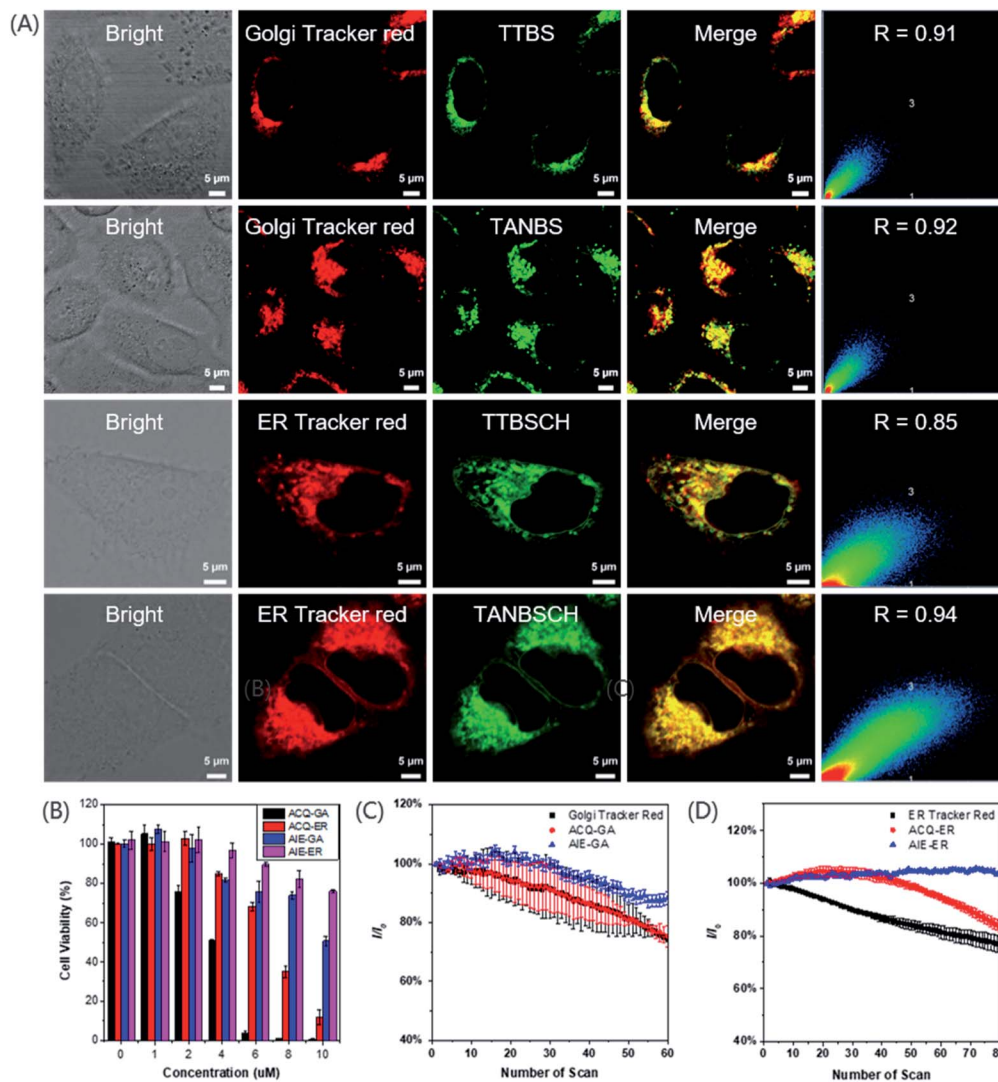 (A)
Bright Golgi Tracker red TTBS Merge R = 0.91
3
1
5 μm 5 μm 5 μm 5 μm
Bright Golgi Tracker red TANBS Merge R = 0.92
3
1
5 μm 5 μm 5 μm 5 μm
Bright ER Tracker red TTBSCH Merge R = 0.85
3
1
5 μm 5 μm 5 μm 5 μm
Bright ER Tracker red TANBSCH Merge R = 0.94
(B) (C) 3
1
5 μm 5 μm 5 μm 5 μm
(B)
120
100
80
60
40
20
0
Cell Viability (%)
ACQ-GA
ACQ-ER
AIE-GA
AIE-ER
0 1 2 4 6 8 10
Concentration (uM)
(C)
120%
100%
80%
60%
40%
I/I0
Golgi Tracker Red
ACQ-GA
AIE-GA
0 10 20 30 40 50 60
Number of Scan
(D)
120%
100%
80%
60%
40%
I/I0
ER Tracker Red
ACQ-ER
AIE-ER
0 10 20 30 40 50 60 70 8
Number of Scan